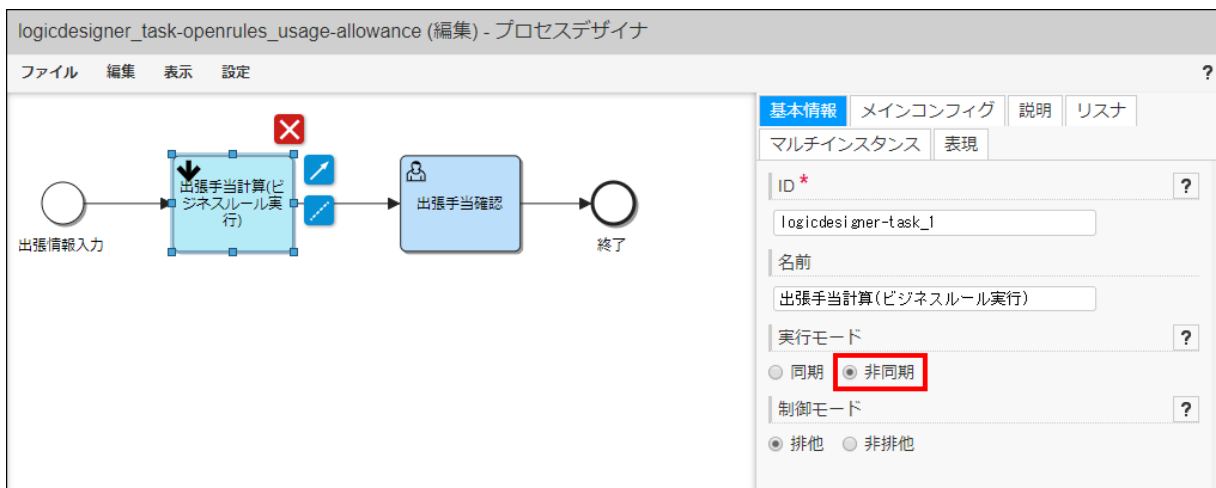 logicdesigner_task-openrules_usage-allowance (編集) - プロセスデザイナ
ファイル 編集 表示 設定 ?
出張情報入力
出張手当計算(ビ
ジネスルール実
行)
出張手当確認
終了
基本情報 メインコンフィグ 説明 リスナ
マルチインスタンス 表現
ID * ?
logicdesigner-task_1
名前
出張手当計算(ビジネスルール実行)
実行モード ?
同期 非同期
制御モード ?
排他 非排他